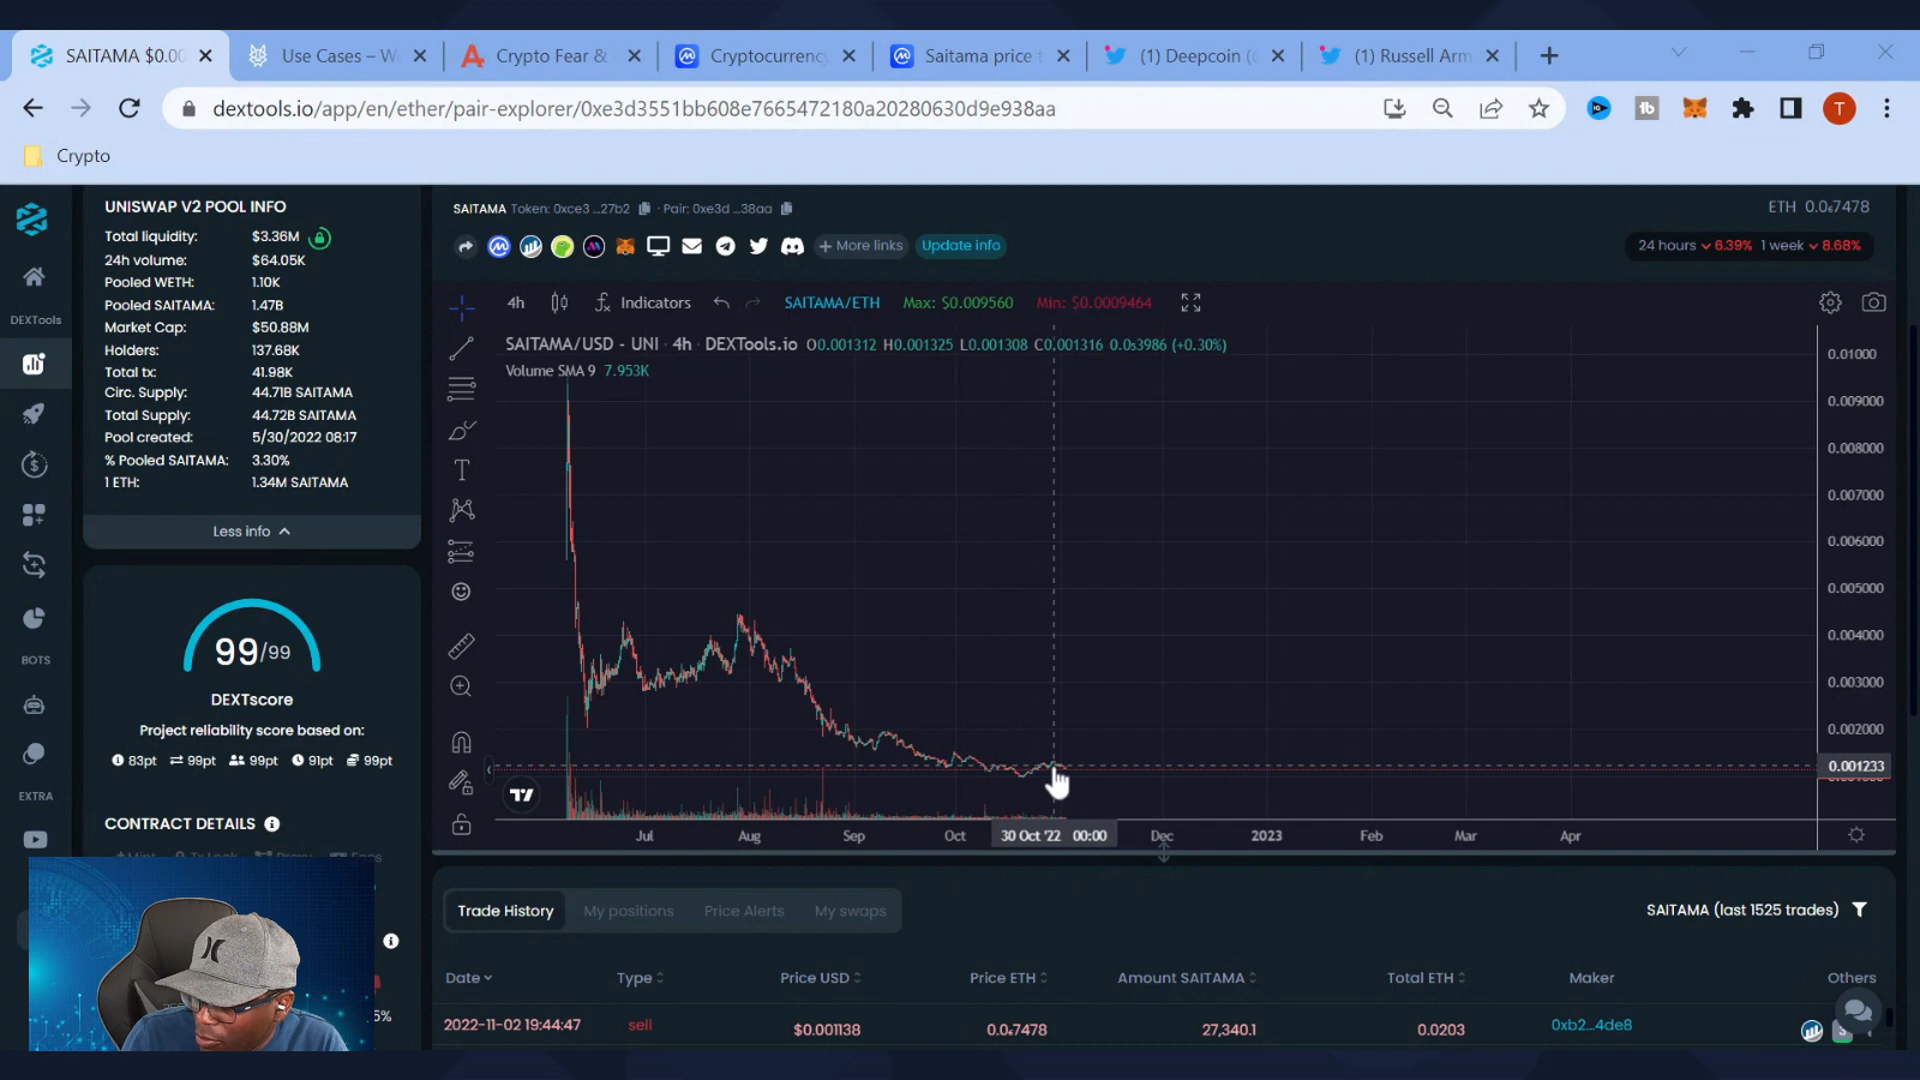 SAITAMA $0.00
Use Cases – W
Crypto Fear &
Cryptocurrency
Saitama price t
(1) Deepcoin (
(1) Russell Arm
dextools.io/app/en/ether/pair-explorer/0xe3d3551bb608e7665472180a20280630d9e938aa
T
Crypto
UNISWAP V2 POOL INFO
Total liquidity: $3.36M
24h volume: $64.05K
Pooled WETH: 1.10K
Pooled SAITAMA: 1.47B
Market Cap: $50.88M
Holders: 137.68K
Total tx: 41.98K
Circ. Supply: 44.71B SAITAMA
Total Supply: 44.72B SAITAMA
Pool created: 5/30/2022 08:17
% Pooled SAITAMA: 3.30%
1 ETH: 1.34M SAITAMA
Less info
DEXTools
BOTS
EXTRA
99/99
DEXTscore
Project reliability score based on:
83pt 99pt 99pt 91pt 99pt
CONTRACT DETAILS
5%
SAITAMA Token: 0xce3 ...27b2 · Pair: 0xe3d ...38aa
ETH 0.0₆7478
+ More links Update info
24 hours 6.39% 1 week 8.68%
4h Indicators SAITAMA/ETH Max: $0.009560 Min: $0.0009464
SAITAMA/USD - UNI · 4h · DEXTools.io O0.001312 H0.001325 L0.001308 C0.001316 0.0₅3986 (+0.30%)
Volume SMA 9 7.953K
0.01000
0.009000
0.008000
0.007000
0.006000
0.005000
0.004000
0.003000
0.002000
0.001233
Jul Aug Sep Oct 30 Oct '22 00:00 Dec 2023 Feb Mar Apr
Trade History My positions Price Alerts My swaps
SAITAMA (last 1525 trades)
Date Type Price USD Price ETH Amount SAITAMA Total ETH Maker Others
2022-11-02 19:44:47 sell $0.001138 0.0₆7478 27,340.1 0.0203 0xb2...4de8